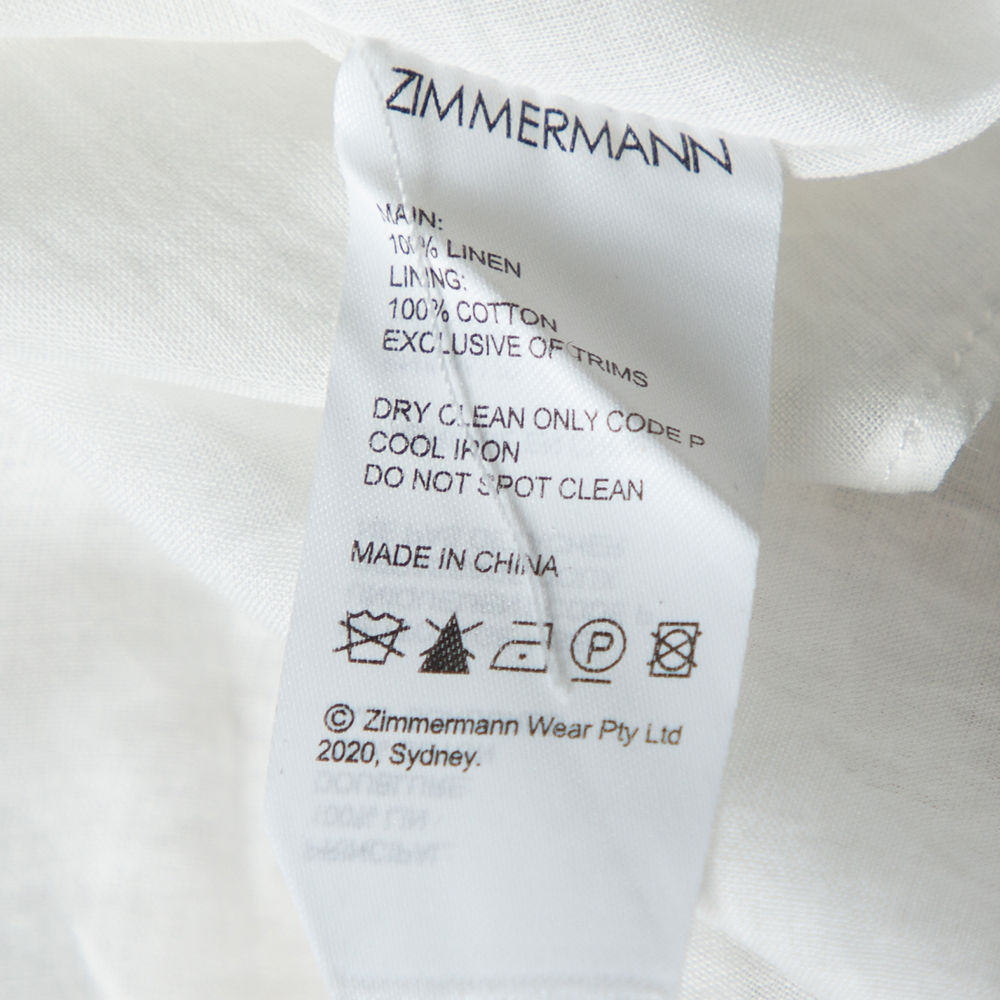 ZIMMERMANN
MAIN:
100% LINEN
LINING:
100% COTTON
EXCLUSIVE OF TRIMS
DRY CLEAN ONLY CODE P
COOL IRON
DO NOT SPOT CLEAN
MADE IN CHINA
P
© Zimmermann Wear Pty Ltd
2020, Sydney.